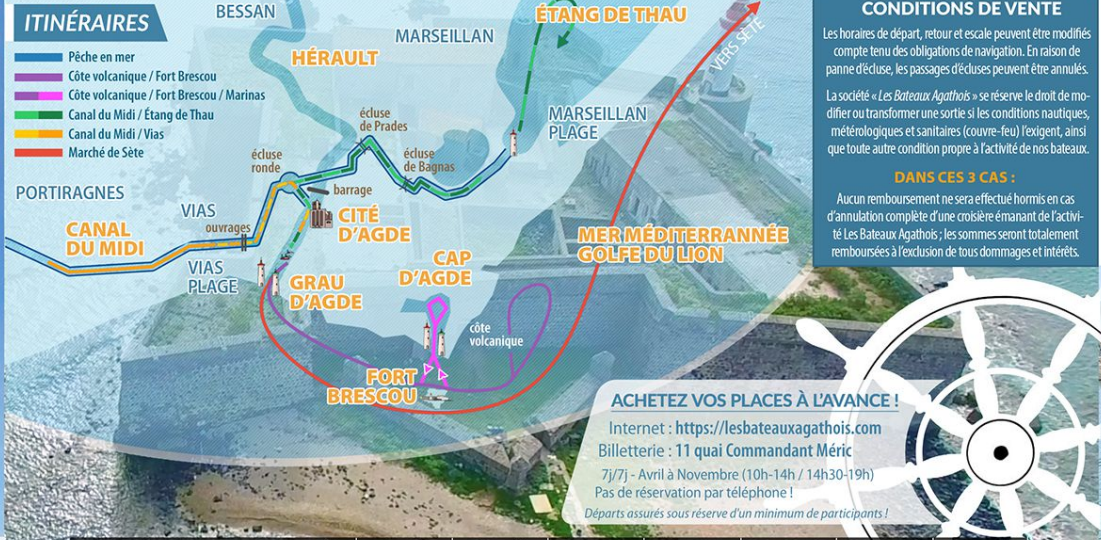 ITINÉRAIRES
Pêche en mer
Côte volcanique / Fort Brescou
Côte volcanique / Fort Brescou / Marinas
Canal du Midi / Étang de Thau
Canal du Midi / Vias
Marché de Sète
BESSAN
HÉRAULT
MARSEILLAN
ÉTANG DE THAU
VERS SÈTE
MARSEILLAN
PLAGE
écluse
de Prades
écluse
de Bagnas
écluse
ronde
barrage
PORTIRAGNES
VIAS
ouvrages
CANAL
DU MIDI
CITÉ
D'AGDE
VIAS
PLAGE
GRAU
D'AGDE
CAP
D'AGDE
MER MÉDITERRANNÉE
GOLFE DU LION
côte
volcanique
FORT
BRESCOU
CONDITIONS DE VENTE
Les horaires de départ, retour et escale peuvent être modifiés
compte tenu des obligations de navigation. En raison de
panne d'écluse, les passages d'écluses peuvent être annulés.
La société « Les Bateaux Agathois » se réserve le droit de mo-
difier ou transformer une sortie si les conditions nautiques,
météorologiques et sanitaires (couvre-feu) l'exigent, ainsi
que toute autre condition propre à l'activité de nos bateaux.
DANS CES 3 CAS :
Aucun remboursement ne sera effectué hormis en cas
d'annulation complète d'une croisière émanant de l'activi-
té Les Bateaux Agathois ; les sommes seront totalement
remboursées à l'exclusion de tous dommages et intérêts.
ACHETEZ VOS PLACES À L'AVANCE !
Internet : https://lesbateauxagathois.com
Billetterie : 11 quai Commandant Méric
7j/7j - Avril à Novembre (10h-14h / 14h30-19h)
Pas de réservation par téléphone !
Départs assurés sous réserve d'un minimum de participants !